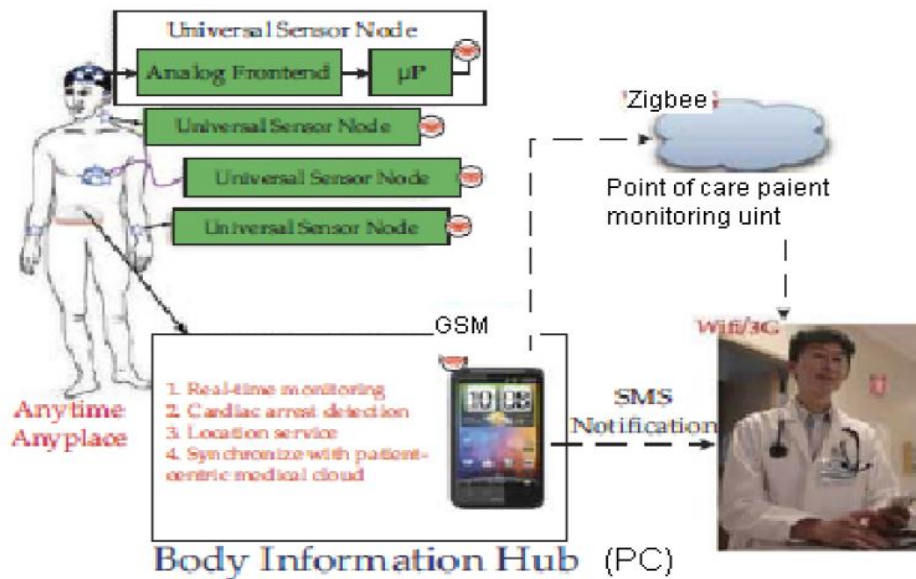 Universal Sensor Node
Analog Frontend
μP
Universal Sensor Node
Universal Sensor Node
Universal Sensor Node
Zigbee
Point of care paient
monitoring uint
GSM
10 08
1. Real-time monitoring
2. Cardiac arrest detection
3. Location service
4. Synchronize with patient-
centric medical cloud
Anytime
Anyplace
SMS
Notification
Wifi/3G
Body Information Hub (PC)